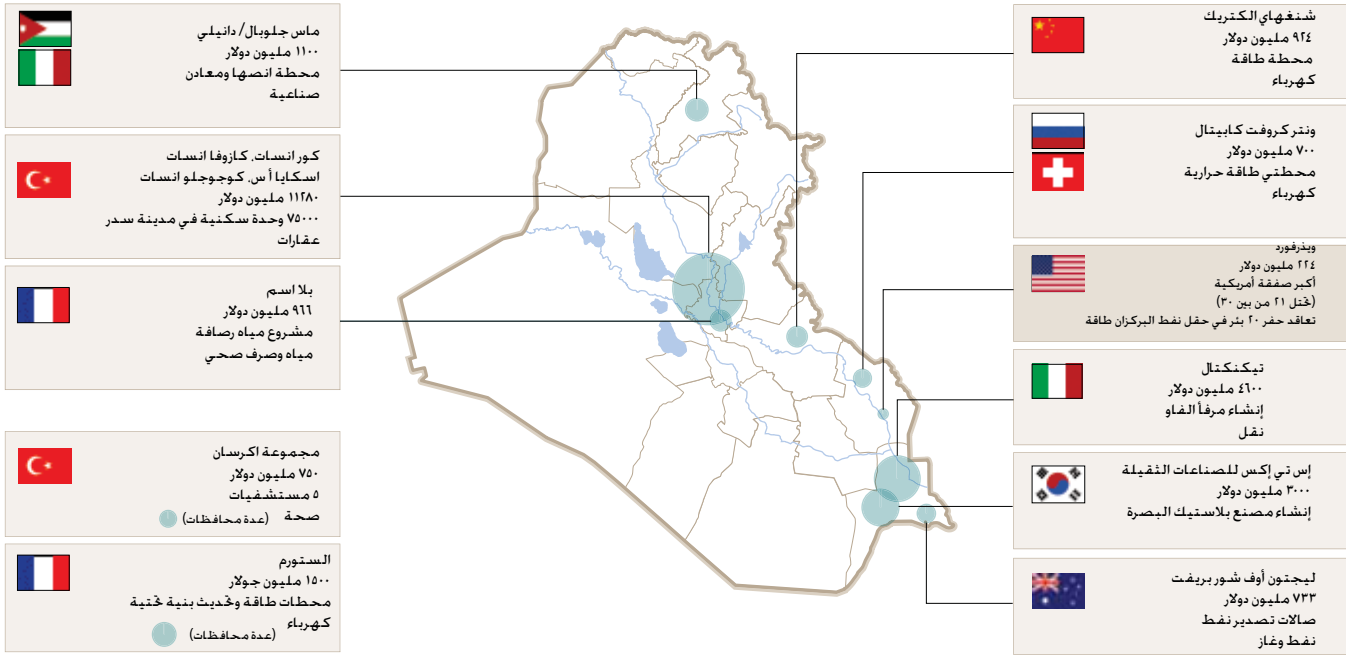 ماس جلوبال/ دانيلي
١١٠٠ مليون دولار
محطة انصها ومعادن
صناعية
كور انسات. كازوفا انسات
اسكايا أ س. كوجوجلو انسات
١١٢٨٠ مليون دولار
٧٥٠٠٠ وحدة سكنية في مدينة سدر
عقارات
بلا اسم
٩٦٦ مليون دولار
مشروع مياه رصافة
مياه وصرف صحي
مجموعة اكرسان
٧٥٠ مليون دولار
٥ مستشفيات
صحة (عدة محافظات)
الستورم
١٥٠٠ مليون جولار
محطات طاقة وتحديث بنية تحتية
كهرباء (عدة محافظات)
شنغهاي الكتريك
٩٢٤ مليون دولار
محطة طاقة
كهرباء
ونتر كروفت كابيتال
٧٠٠ مليون دولار
محطتي طاقة حرارية
كهرباء
ويذرفورد
٢٢٤ مليون دولار
أكبر صفقة أمريكية
(تحتل ٢١ من بين ٣٠)
تعاقد حفر ٢٠ بئر في حقل نفط البزركان طاقة
تيكنكتال
٤٦٠٠ مليون دولار
إنشاء مرفأ الفاو
نقل
إس تي إكس للصناعات الثقيلة
٣٠٠٠ مليون دولار
إنشاء مصنع بلاستيك البصرة
ليجتون أوف شور بريفت
٧٣٣ مليون دولار
صالات تصدير نفط
نفط وغاز